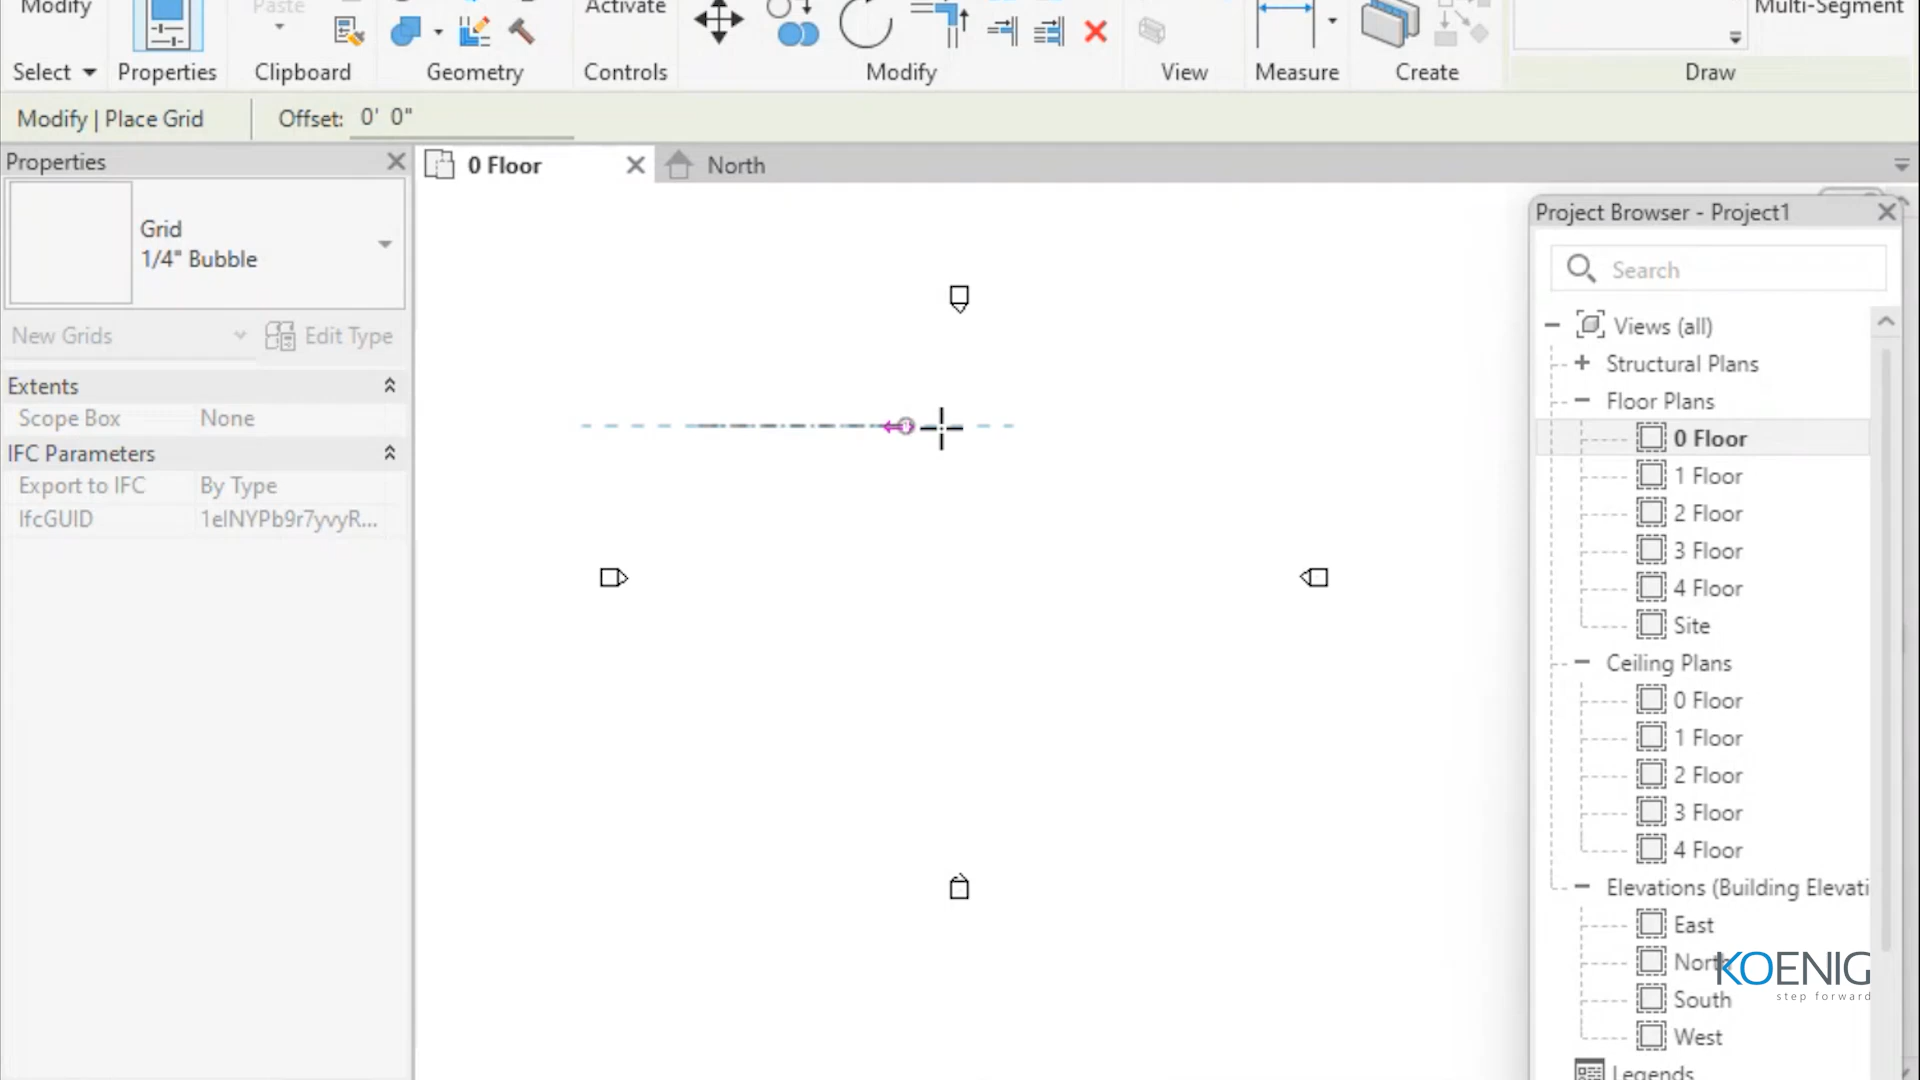 Modify
Paste
Activate
Multi-Segment
Select
Properties
Clipboard
Geometry
Controls
Modify
View
Measure
Create
Draw
Modify | Place Grid
Offset: 0' 0"
Properties
0 Floor
North
Grid
1/4" Bubble
New Grids
Edit Type
Extents
Scope Box None
IFC Parameters
Export to IFC By Type
IfcGUID 1elNYPb9r7yvyR...
Project Browser - Project1
Search
Views (all)
Structural Plans
Floor Plans
0 Floor
1 Floor
2 Floor
3 Floor
4 Floor
Site
Ceiling Plans
0 Floor
1 Floor
2 Floor
3 Floor
4 Floor
Elevations (Building Elevati
East
North
South
West
Legends
KOENIG
step forward